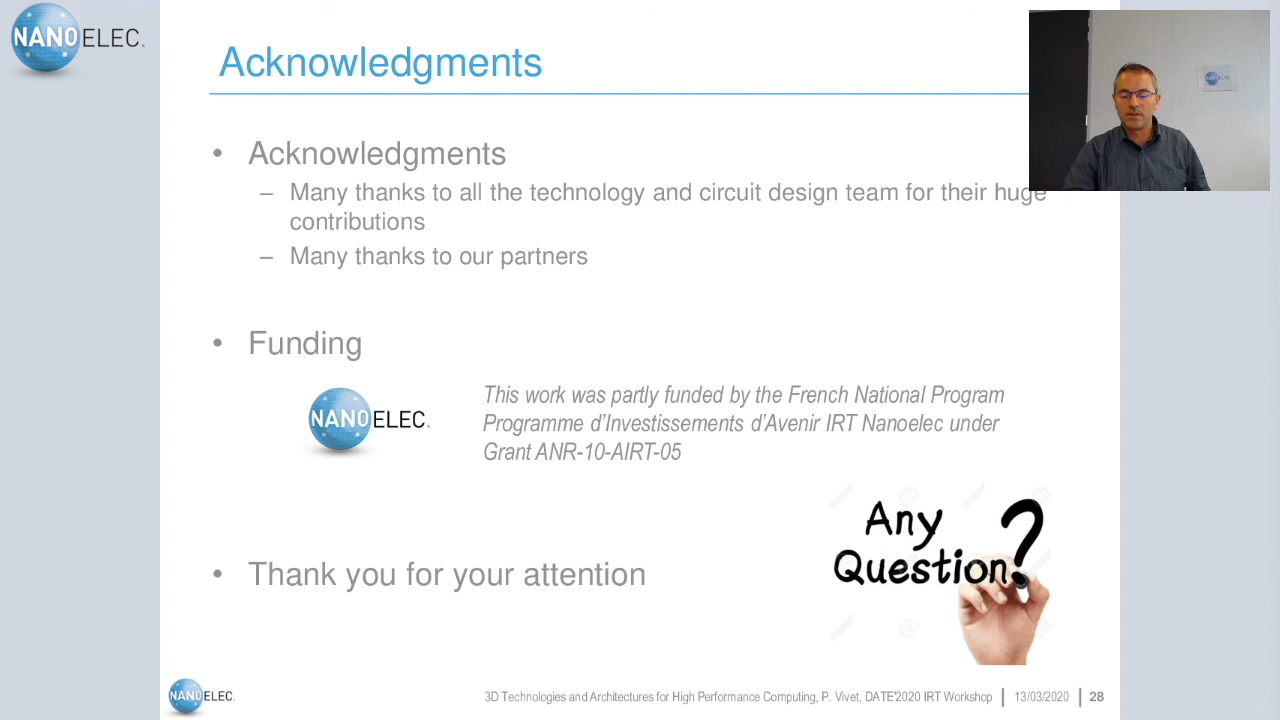 NANOELEC.
Acknowledgments
NANOELEC.
• Acknowledgments
– Many thanks to all the technology and circuit design team for their huge
contributions
– Many thanks to our partners
• Funding
NANOELEC.
This work was partly funded by the French National Program
Programme d'Investissements d'Avenir IRT Nanoelec under
Grant ANR-10-AIRT-05
Any
Question?
• Thank you for your attention
NANOELEC.
3D Technologies and Architectures for High Performance Computing, P. Vivet, DATE'2020 IRT Workshop | 13/03/2020 | 28